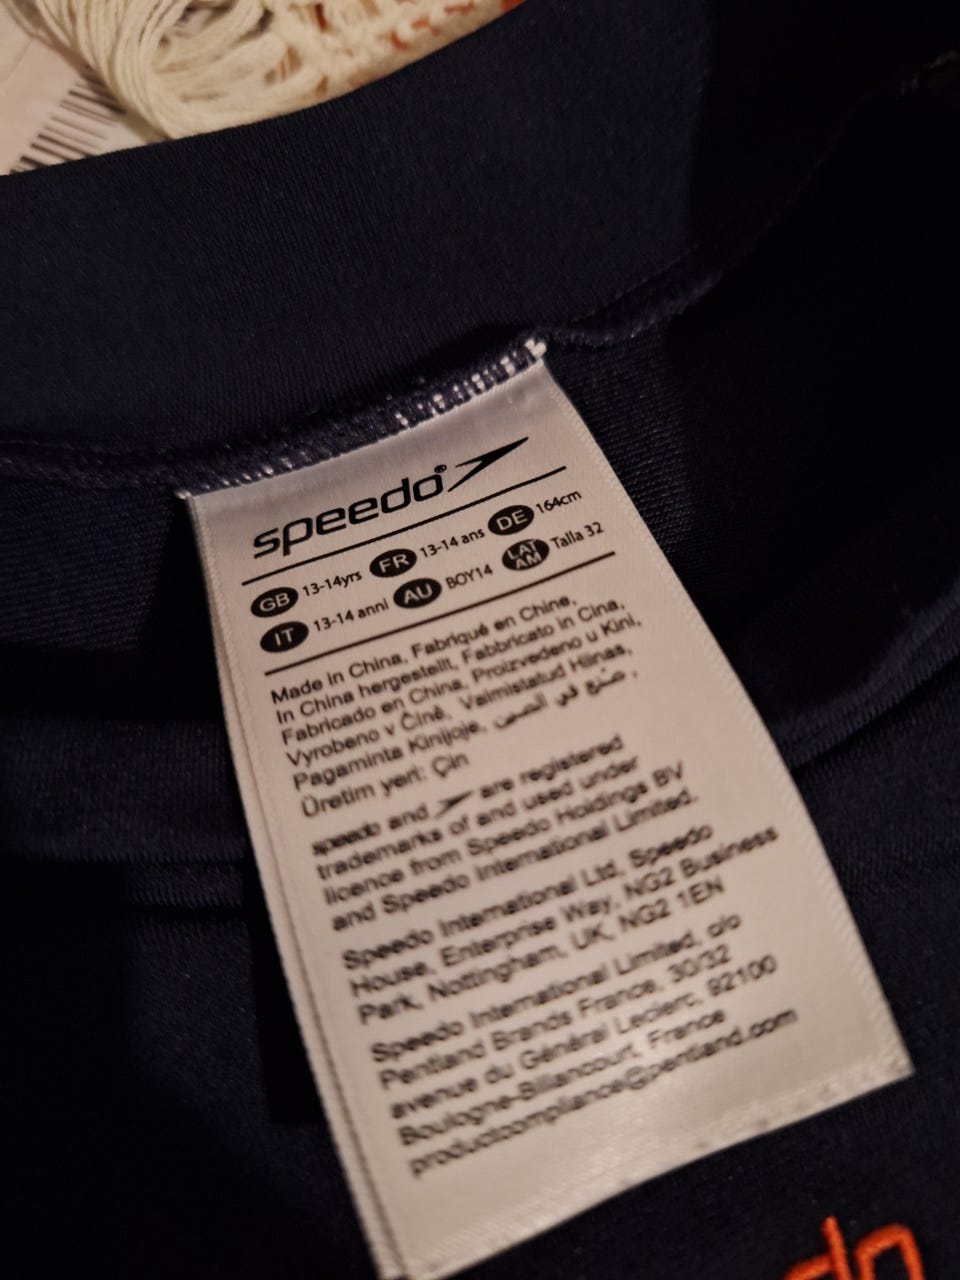 speedo®
GB 13-14yrs FR 13-14 ans DE 164cm
IT 13-14 anni AU BOY14 LAT AM Talla 32
Made in China, Fabriqué en Chine,
In China hergestellt, Fabbricato in Cina,
Fabricado en China, Proizvedeno u Kini,
Vyrobeno v Číně, Valmistatud Hiinas,
Pagaminta Kinijoje, صنع في الصين,
Üretim yeri: Çin
speedo and are registered
trademarks of and used under
licence from Speedo Holdings BV
and Speedo International Limited.
Speedo International Ltd, Speedo
House, Enterprise Way, NG2 Business
Park, Nottingham, UK, NG2 1EN
Speedo International Limited, c/o
Pentland Brands France, 30/32
avenue du Général Leclerc, 92100
Boulogne-Billancourt, France
productcompliance@pentland.com
do